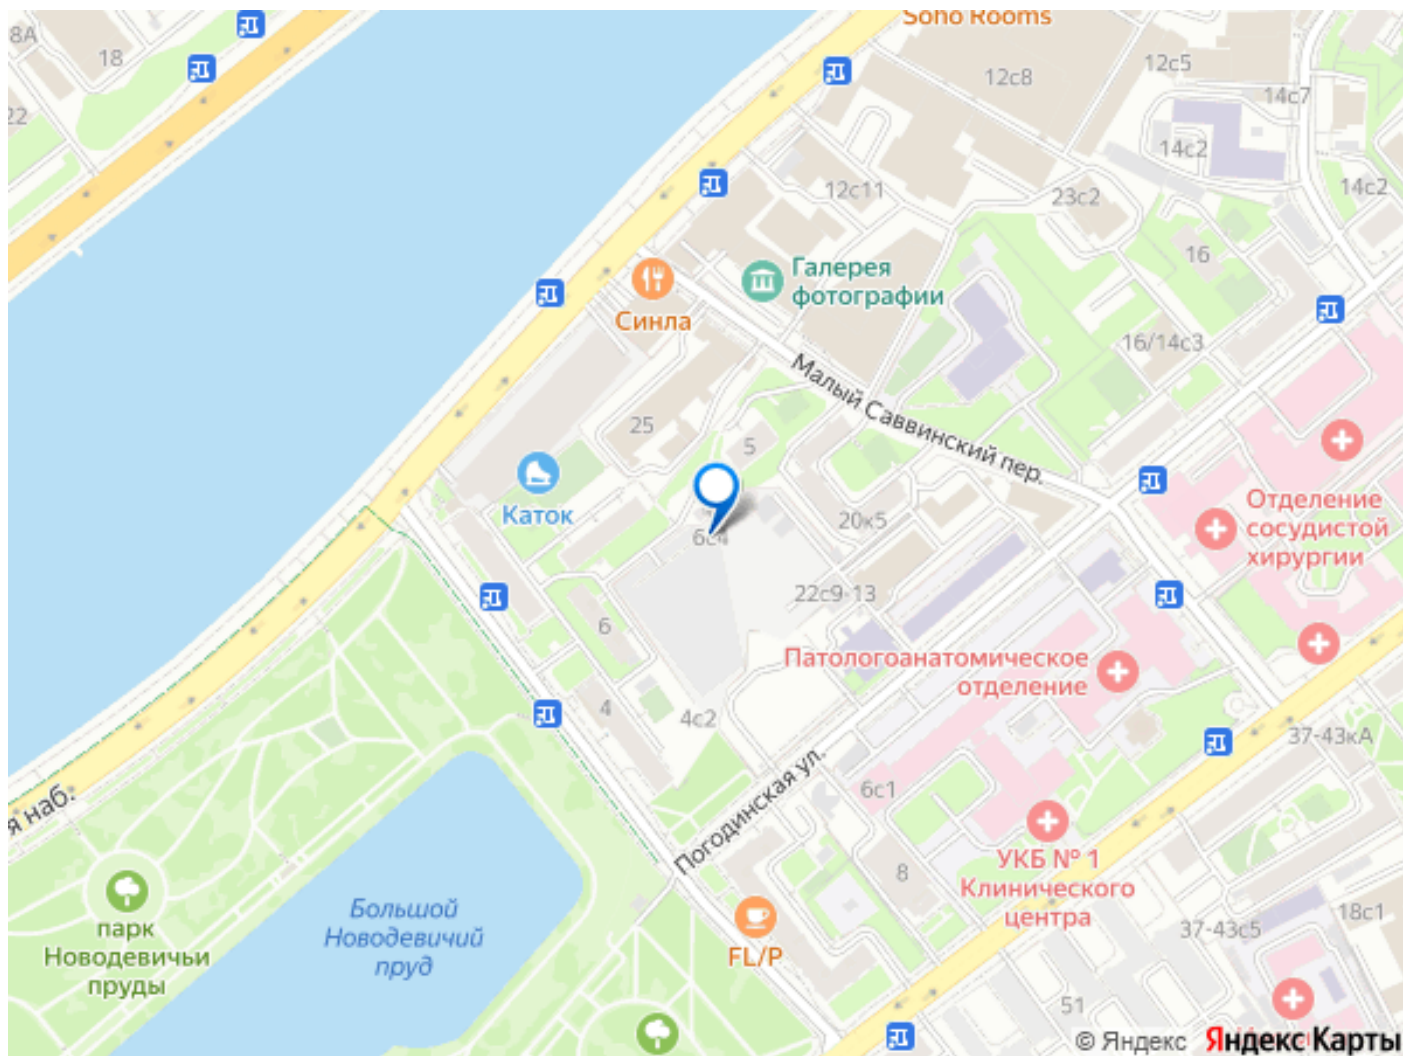 Soho Rooms
8А
18
12с8
12с5
14с7
22
14с2
14с2
12с11
23с2
16
Галерея
фотографии
Синла
16/14с3
Малый Саввинский пер.
25
5
Отделение
сосудистой
хирургии
Каток
20к5
6с4
22с9-13
6
Патологоанатомическое
отделение
4
4с2
37-43кА
я наб.
Погодинская ул.
6с1
УКБ № 1
Клинического
центра
8
парк
Новодевичьи
пруды
Большой
Новодевичий
пруд
FL/P
18с1
37-43с5
51
© Яндекс
Яндекс Карты